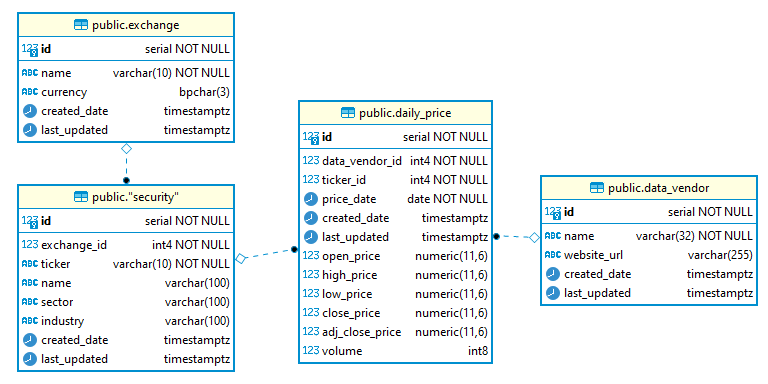 public.exchange
123 id serial NOT NULL
ABC name varchar(10) NOT NULL
ABC currency bpchar(3)
created_date timestamptz
last_updated timestamptz
public."security"
123 id serial NOT NULL
123 exchange_id int4 NOT NULL
ABC ticker varchar(10) NOT NULL
ABC name varchar(100)
ABC sector varchar(100)
ABC industry varchar(100)
created_date timestamptz
last_updated timestamptz
public.daily_price
123 id serial NOT NULL
123 data_vendor_id int4 NOT NULL
123 ticker_id int4 NOT NULL
price_date date NOT NULL
created_date timestamptz
last_updated timestamptz
123 open_price numeric(11,6)
123 high_price numeric(11,6)
123 low_price numeric(11,6)
123 close_price numeric(11,6)
123 adj_close_price numeric(11,6)
123 volume int8
public.data_vendor
123 id serial NOT NULL
ABC name varchar(32) NOT NULL
ABC website_url varchar(255)
created_date timestamptz
last_updated timestamptz